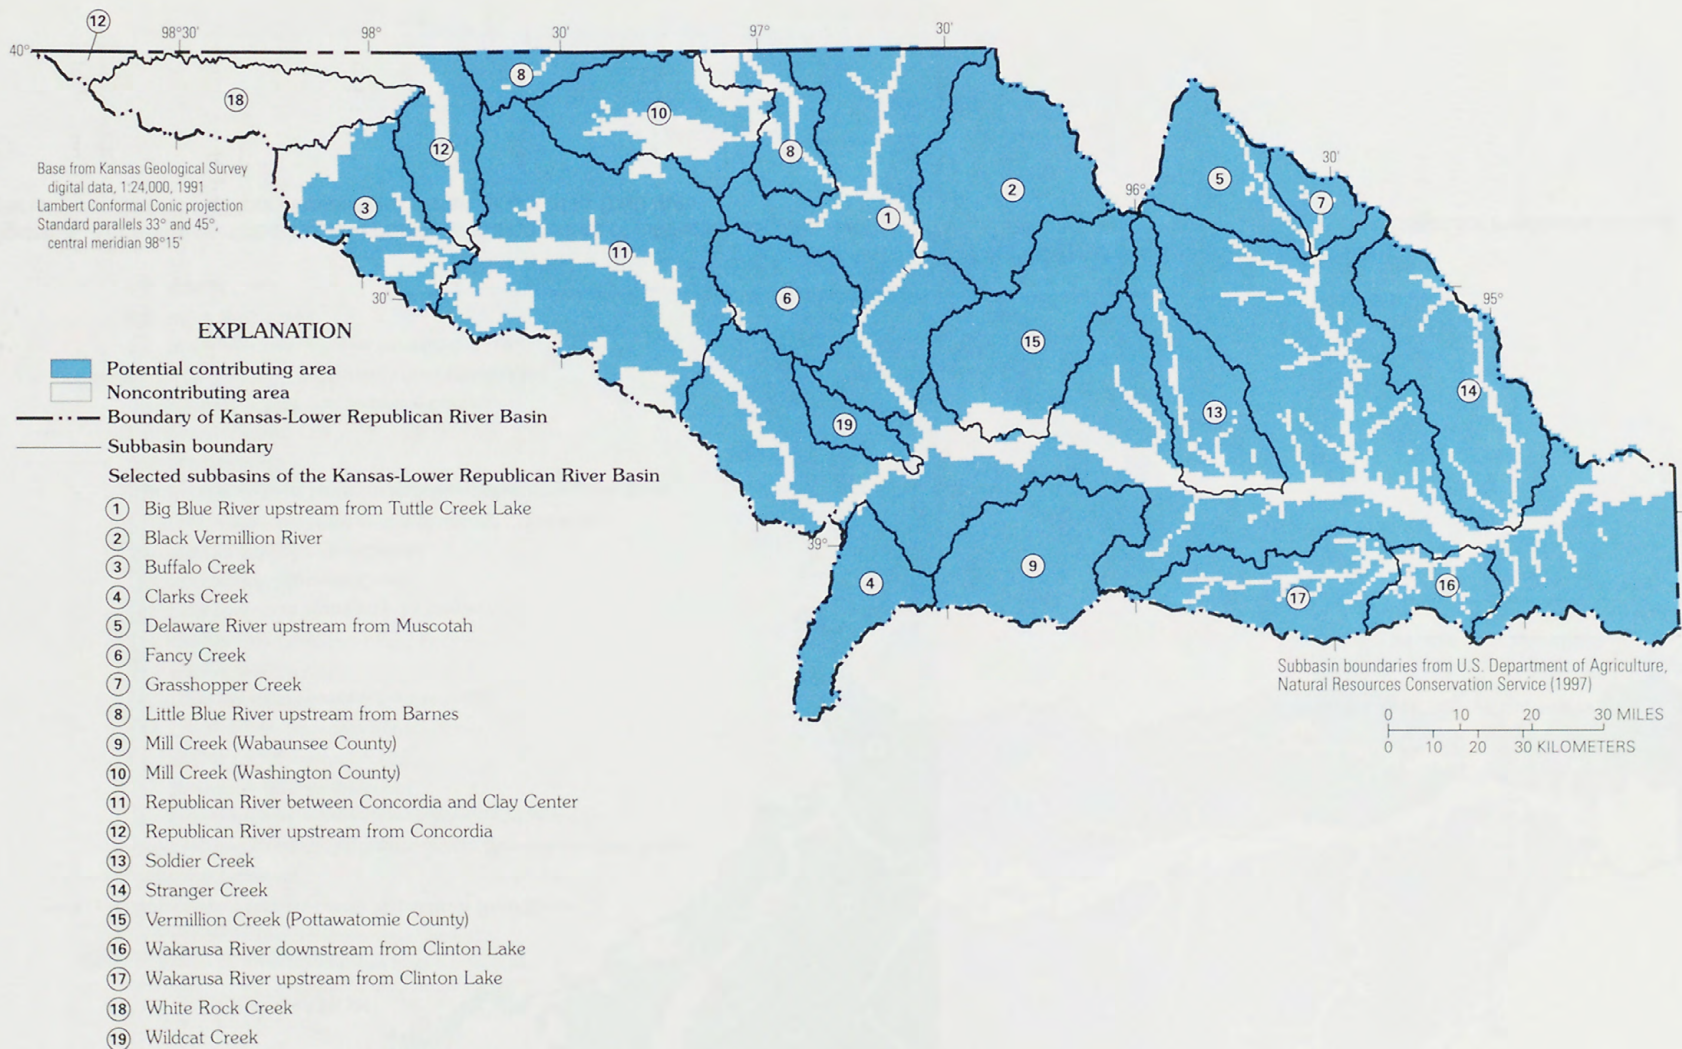 12
98°30'
98°
30'
97°
30'
40°
18
8
10
12
8
3
2
5
30'
7
96°
1
11
6
30'
95°
15
14
13
19
39°
4
9
17
16
Base from Kansas Geological Survey
digital data, 1:24,000, 1991
Lambert Conformal Conic projection
Standard parallels 33° and 45°,
central meridian 98°15'
EXPLANATION
Potential contributing area
Noncontributing area
Boundary of Kansas-Lower Republican River Basin
Subbasin boundary
Selected subbasins of the Kansas-Lower Republican River Basin
1 Big Blue River upstream from Tuttle Creek Lake
2 Black Vermillion River
3 Buffalo Creek
4 Clarks Creek
5 Delaware River upstream from Muscotah
6 Fancy Creek
7 Grasshopper Creek
8 Little Blue River upstream from Barnes
9 Mill Creek (Wabaunsee County)
10 Mill Creek (Washington County)
11 Republican River between Concordia and Clay Center
12 Republican River upstream from Concordia
13 Soldier Creek
14 Stranger Creek
15 Vermillion Creek (Pottawatomie County)
16 Wakarusa River downstream from Clinton Lake
17 Wakarusa River upstream from Clinton Lake
18 White Rock Creek
19 Wildcat Creek
Subbasin boundaries from U.S. Department of Agriculture,
Natural Resources Conservation Service (1997)
0 10 20 30 MILES
0 10 20 30 KILOMETERS